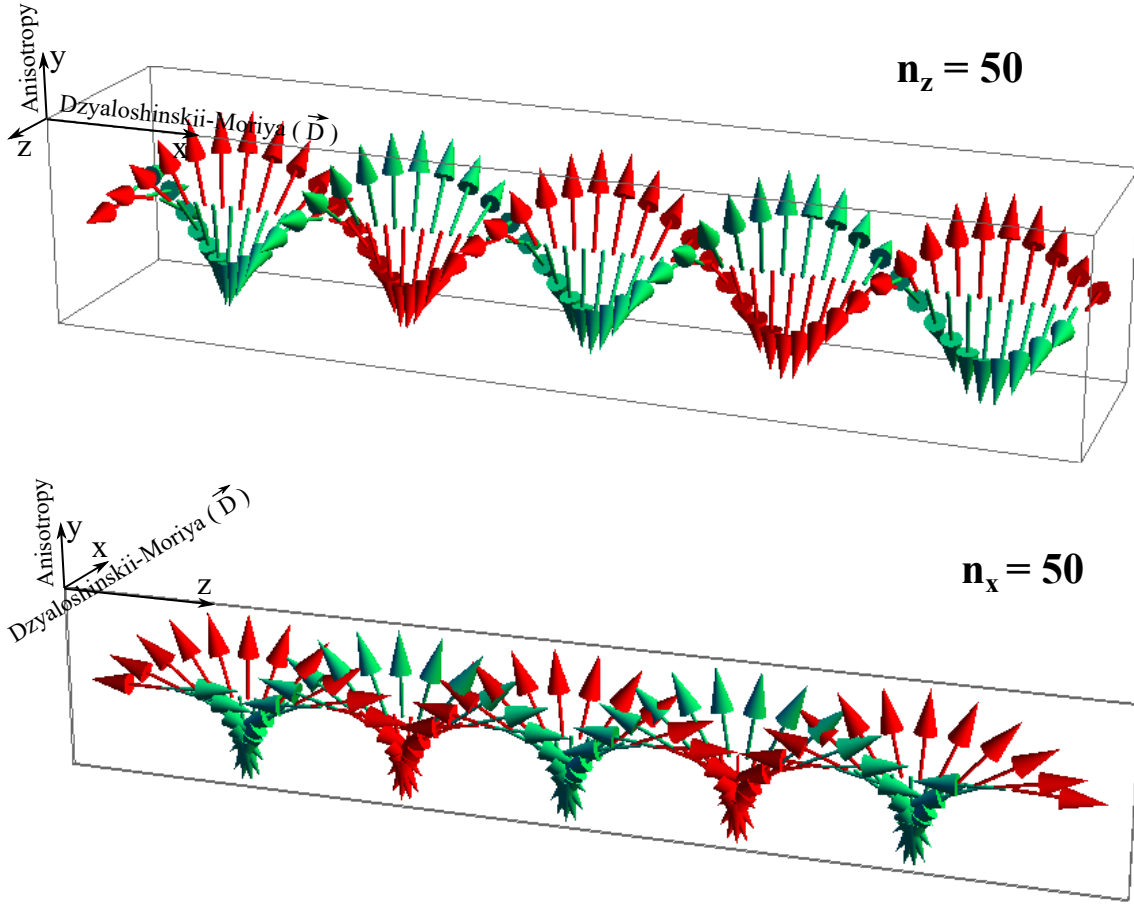 Anisotropy
y
n_z = 50
Dzyaloshinskii-Moriya ( D⃗ )
z
x
Anisotropy
y
Dzyaloshinskii-Moriya ( D⃗ )
x
n_x = 50
z